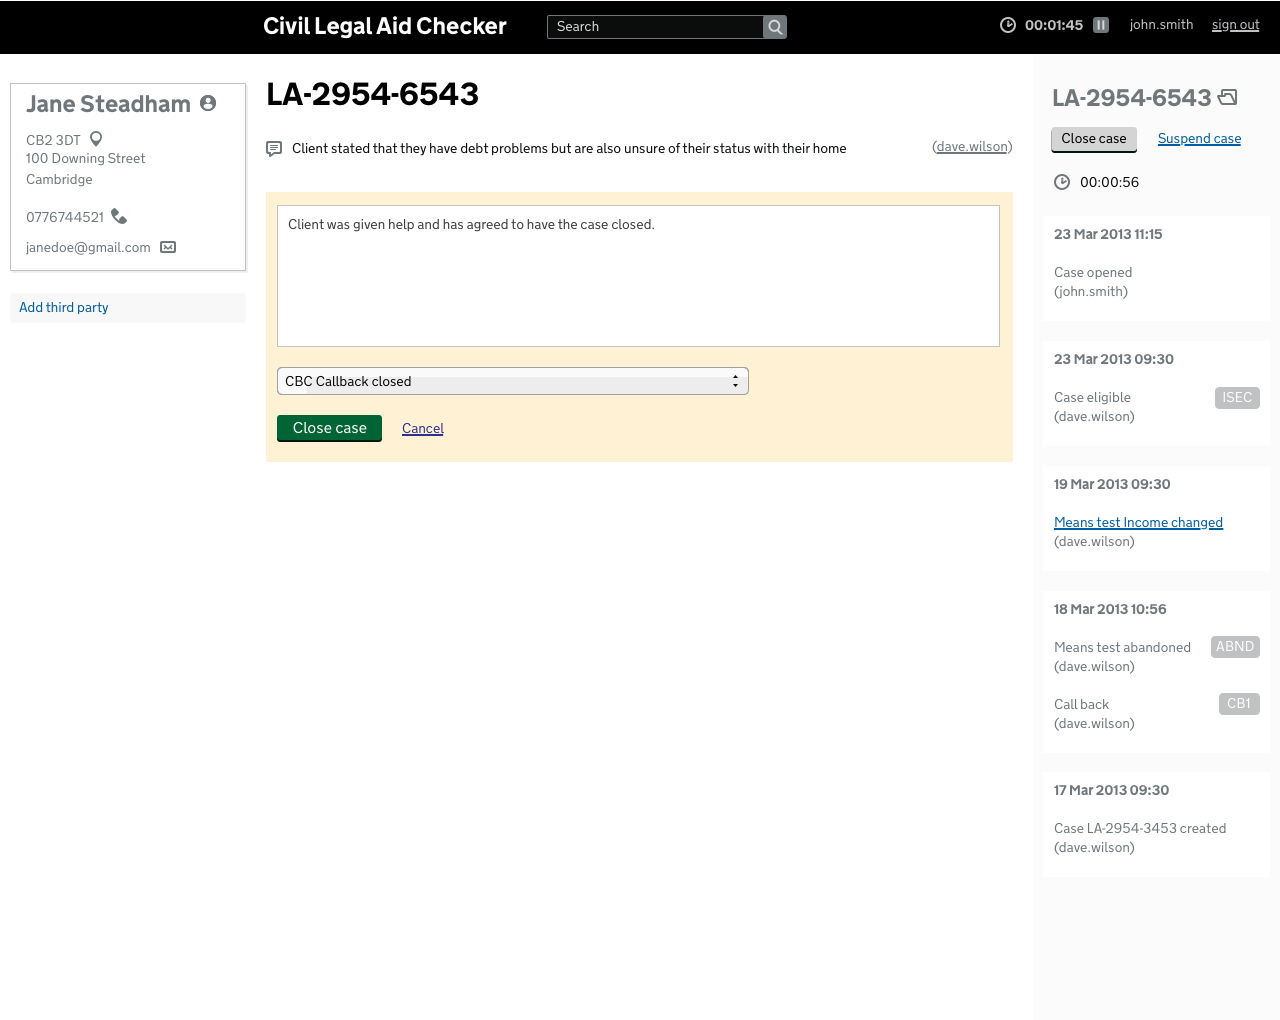 Civil Legal Aid Checker
Search
00:01:45
john.smith
sign out
Jane Steadham
CB2 3DT
100 Downing Street
Cambridge
0776744521
janedoe@gmail.com
Add third party
LA-2954-6543
Client stated that they have debt problems but are also unsure of their status with their home
(dave.wilson)
Client was given help and has agreed to have the case closed.
CBC Callback closed
Close case
Cancel
LA-2954-6543
Close case
Suspend case
00:00:56
23 Mar 2013 11:15
Case opened
(john.smith)
23 Mar 2013 09:30
Case eligible
ISEC
(dave.wilson)
19 Mar 2013 09:30
Means test Income changed
(dave.wilson)
18 Mar 2013 10:56
Means test abandoned
ABND
(dave.wilson)
Call back
CB1
(dave.wilson)
17 Mar 2013 09:30
Case LA-2954-3453 created
(dave.wilson)